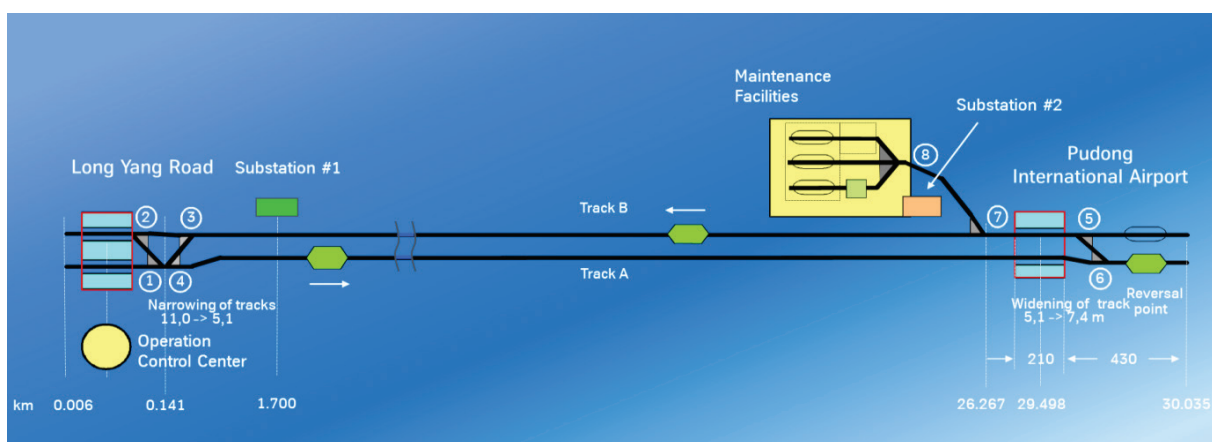 Maintenance
Facilities
Substation #2
Long Yang Road
Substation #1
8
Pudong
International Airport
2
3
Track B
7
5
1
4
Track A
6
Narrowing of tracks
11,0 -> 5,1
Widening of track
5,1 -> 7,4 m
Reversal
point
Operation
Control Center
210
430
km
0.006
0.141
1.700
26.267
29.498
30.035